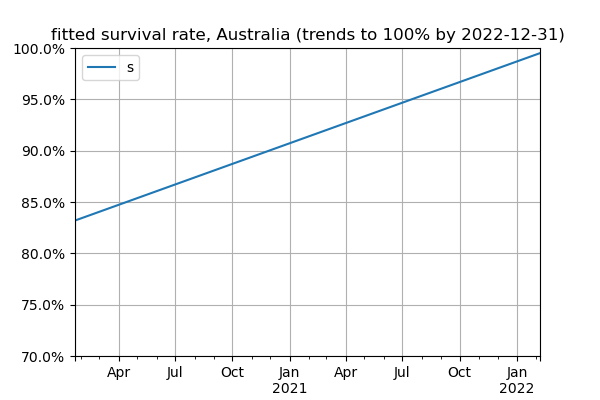 fitted survival rate, Australia (trends to 100% by 2022-12-31)
100.0%
95.0%
90.0%
85.0%
80.0%
75.0%
70.0%
s
Apr Jul Oct Jan Apr Jul Oct Jan
2021 2022